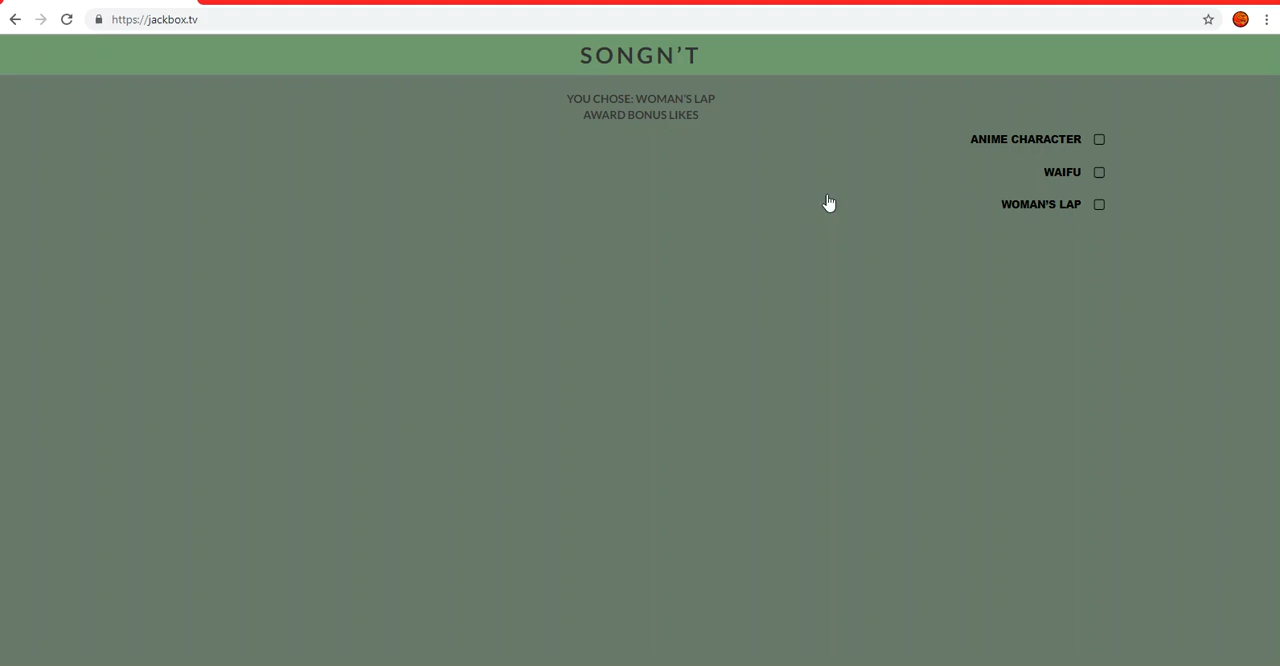 https://jackbox.tv
SONGN'T
YOU CHOSE: WOMAN'S LAP
AWARD BONUS LIKES
ANIME CHARACTER
WAIFU
WOMAN'S LAP